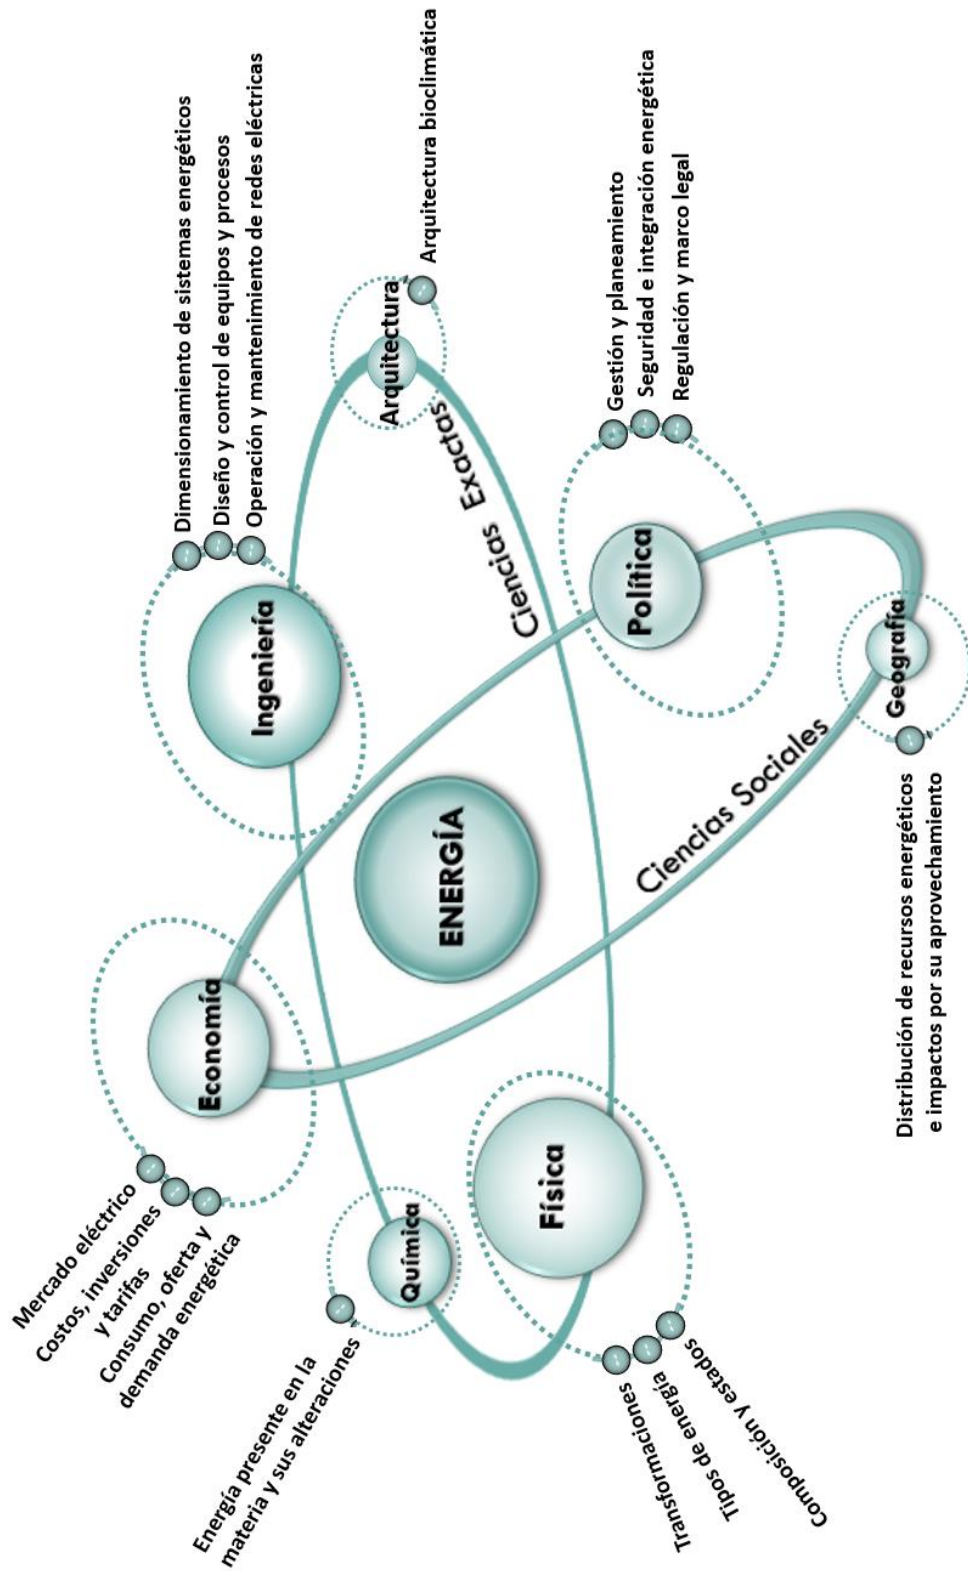 Mercado eléctrico
Costos, inversiones
y tarifas
Consumo, oferta y
demanda energética
Economía
Dimensionamiento de sistemas energéticos
Diseño y control de equipos y procesos
Operación y mantenimiento de redes eléctricas
Ingeniería
Energía presente en la
materia y sus alteraciones
Química
ENERGÍA
Arquitectura
Arquitectura bioclimática
Ciencias Exactas
Física
Transformaciones
Tipos de energía
Composición y estados
Ciencias Sociales
Política
Gestión y planeamiento
Seguridad e integración energética
Regulación y marco legal
Geografía
Distribución de recursos energéticos
e impactos por su aprovechamiento